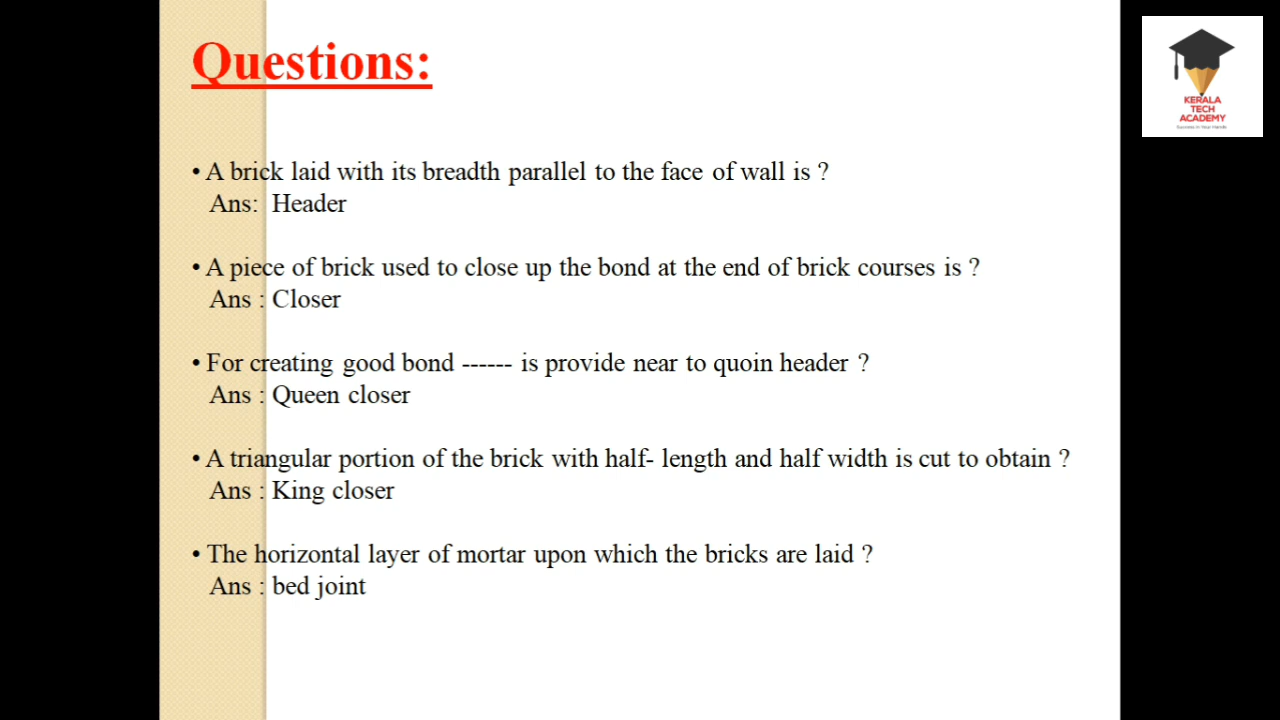 Questions:
• A brick laid with its breadth parallel to the face of wall is ?
Ans: Header
• A piece of brick used to close up the bond at the end of brick courses is ?
Ans : Closer
• For creating good bond ------ is provide near to quoin header ?
Ans : Queen closer
• A triangular portion of the brick with half- length and half width is cut to obtain ?
Ans : King closer
• The horizontal layer of mortar upon which the bricks are laid ?
Ans : bed joint
KERALA
TECH
ACADEMY
Success in Your Hands